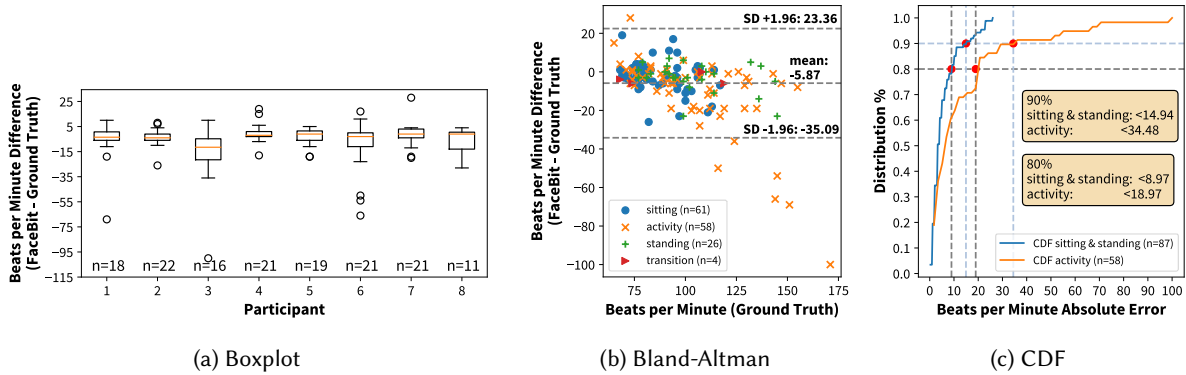 Beats per Minute Difference
(FaceBit - Ground Truth)
25
5
−15
−35
−55
−75
−95
−115
n=18 n=22 n=16 n=21 n=19 n=21 n=21 n=11
1 2 3 4 5 6 7 8
Participant
(a) Boxplot
Beats per Minute Difference
(FaceBit - Ground Truth)
20
0
−20
−40
−60
−80
−100
SD +1.96: 23.36
mean:
-5.87
SD -1.96: -35.09
sitting (n=61)
activity (n=58)
standing (n=26)
transition (n=4)
75 100 125 150 175
Beats per Minute (Ground Truth)
(b) Bland-Altman
Distribution %
1.0
0.9
0.8
0.7
0.6
0.5
0.4
0.3
0.2
0.1
0.0
90%
sitting & standing: <14.94
activity: <34.48
80%
sitting & standing: <8.97
activity: <18.97
CDF sitting & standing (n=87)
CDF activity (n=58)
0 10 20 30 40 50 60 70 80 90 100
Beats per Minute Absolute Error
(c) CDF